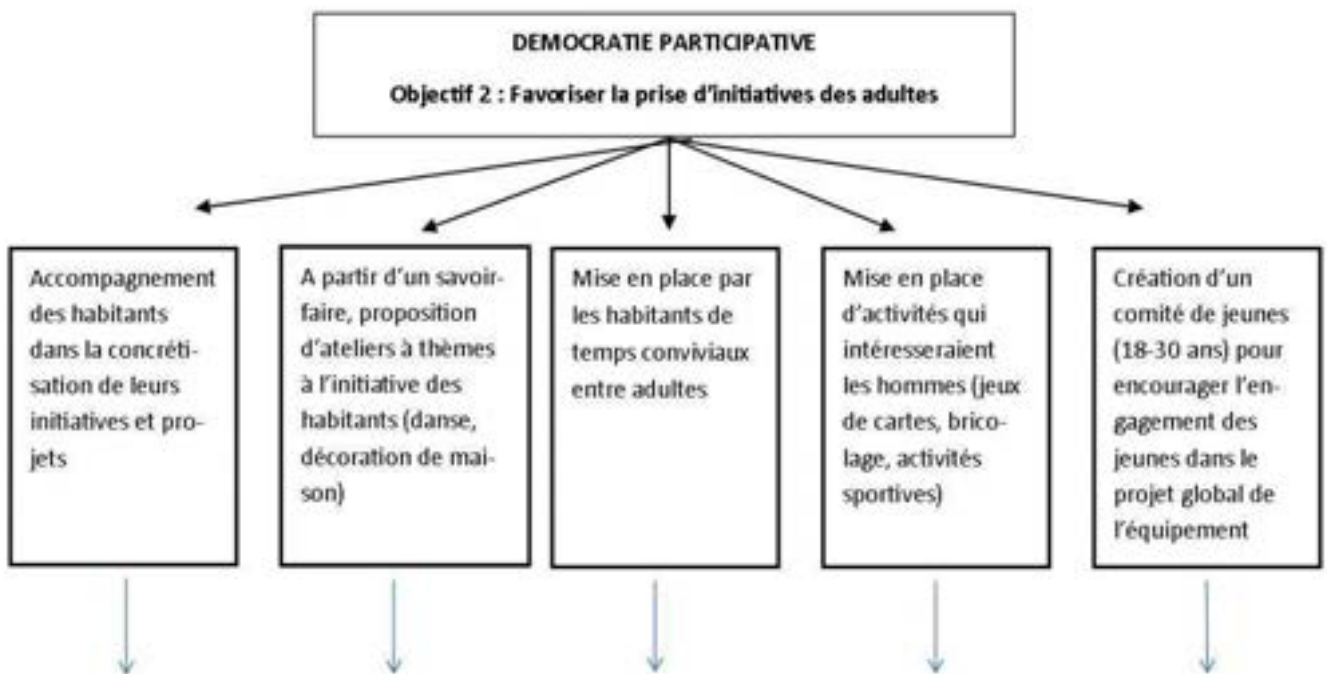 DEMOCRATIE PARTICIPATIVE
Objectif 2 : Favoriser la prise d'initiatives des adultes
Accompagnement
des habitants
dans la concréti-
sation de leurs
initiatives et pro-
jets
A partir d'un savoir-
faire, proposition
d'ateliers à thèmes
à l'initiative des
habitants (danse,
décoration de mai-
son)
Mise en place par
les habitants de
temps conviviaux
entre adultes
Mise en place
d'activités qui
intéresseraient
les hommes (jeux
de cartes, brico-
lage, activités
sportives)
Création d'un
comité de jeunes
(18-30 ans) pour
encourager l'en-
gagement des
jeunes dans le
projet global de
l'équipement